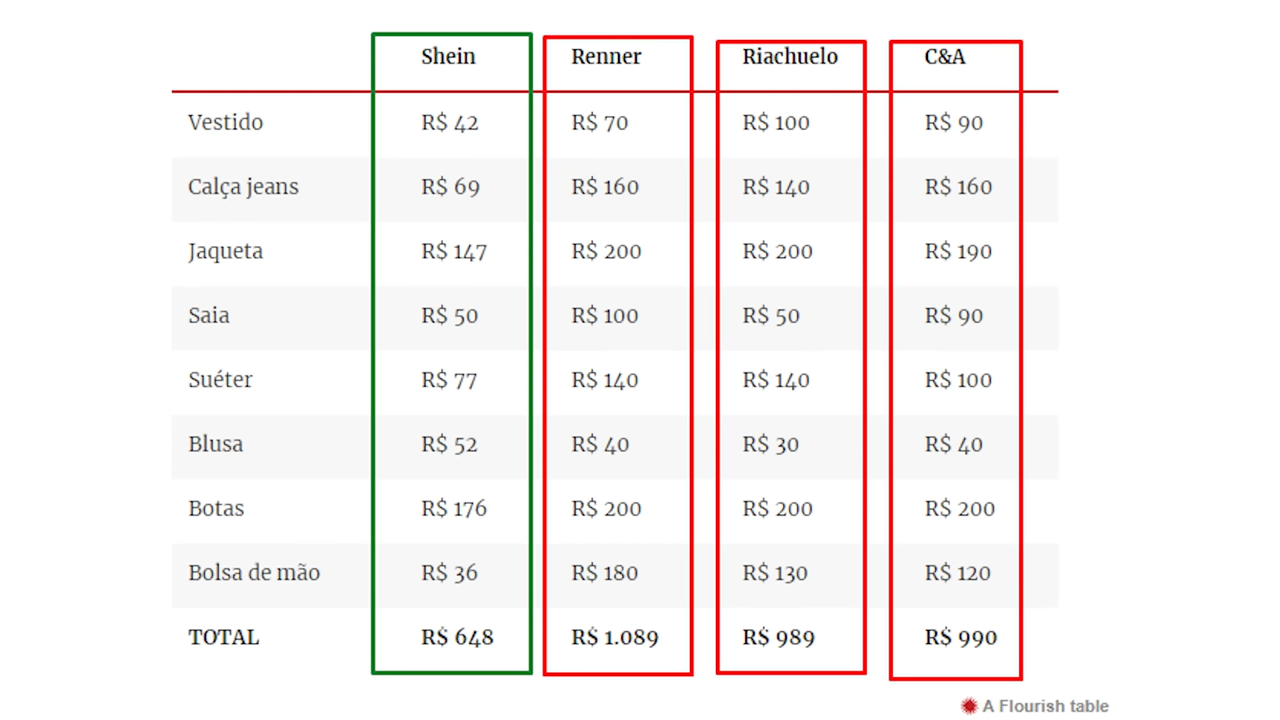 Shein Renner Riachuelo C&A
Vestido R$ 42 R$ 70 R$ 100 R$ 90
Calça jeans R$ 69 R$ 160 R$ 140 R$ 160
Jaqueta R$ 147 R$ 200 R$ 200 R$ 190
Saia R$ 50 R$ 100 R$ 50 R$ 90
Suéter R$ 77 R$ 140 R$ 140 R$ 100
Blusa R$ 52 R$ 40 R$ 30 R$ 40
Botas R$ 176 R$ 200 R$ 200 R$ 200
Bolsa de mão R$ 36 R$ 180 R$ 130 R$ 120
TOTAL R$ 648 R$ 1.089 R$ 989 R$ 990
A Flourish table